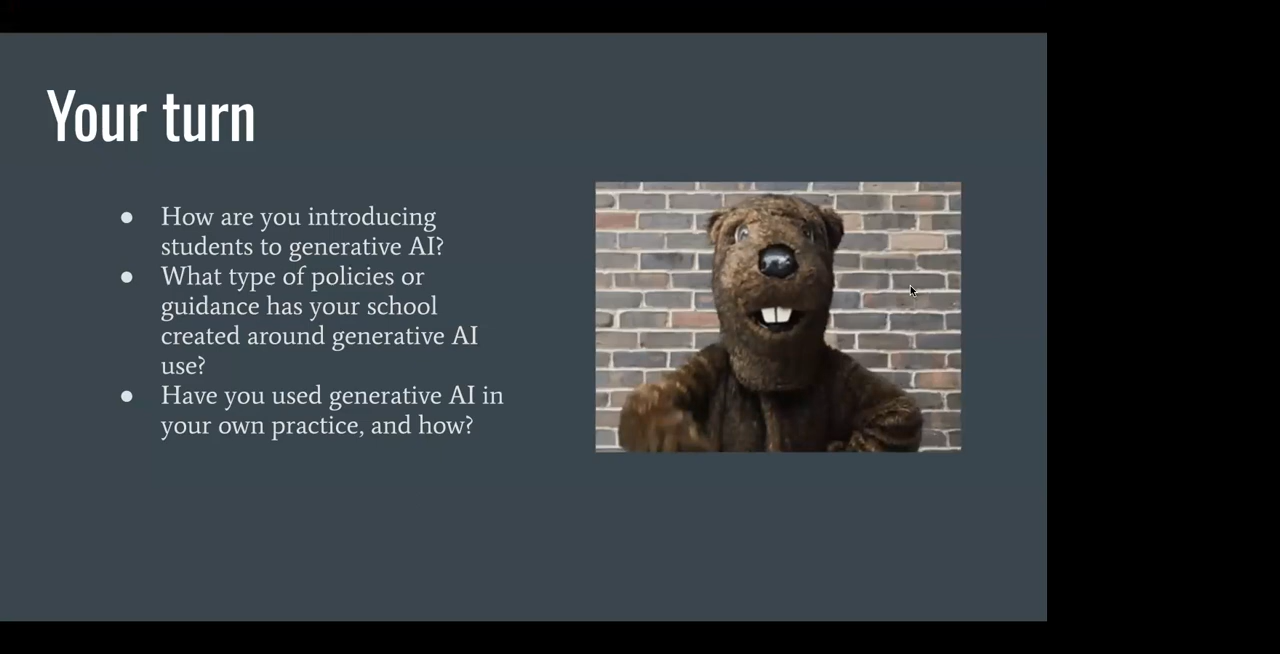 Your turn
● How are you introducing
students to generative AI?
● What type of policies or
guidance has your school
created around generative AI
use?
● Have you used generative AI in
your own practice, and how?